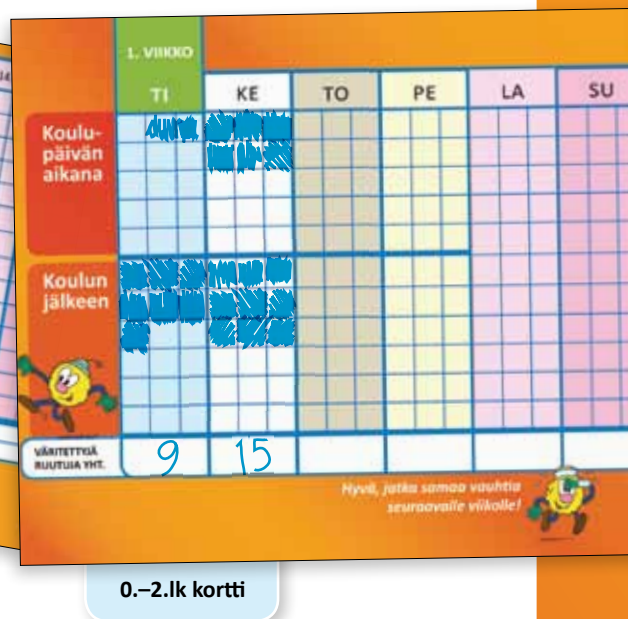 1. VIIKKO
TI
KE
TO
PE
LA
SU
Koulu-
päivän
aikana
Koulun
jälkeen
VÄRITETTYJÄ
RUUTUJA YHT.
9
15
Hyvä, jatka samaa vauhtia
seuraavalle viikolle!
0.–2.lk kortti